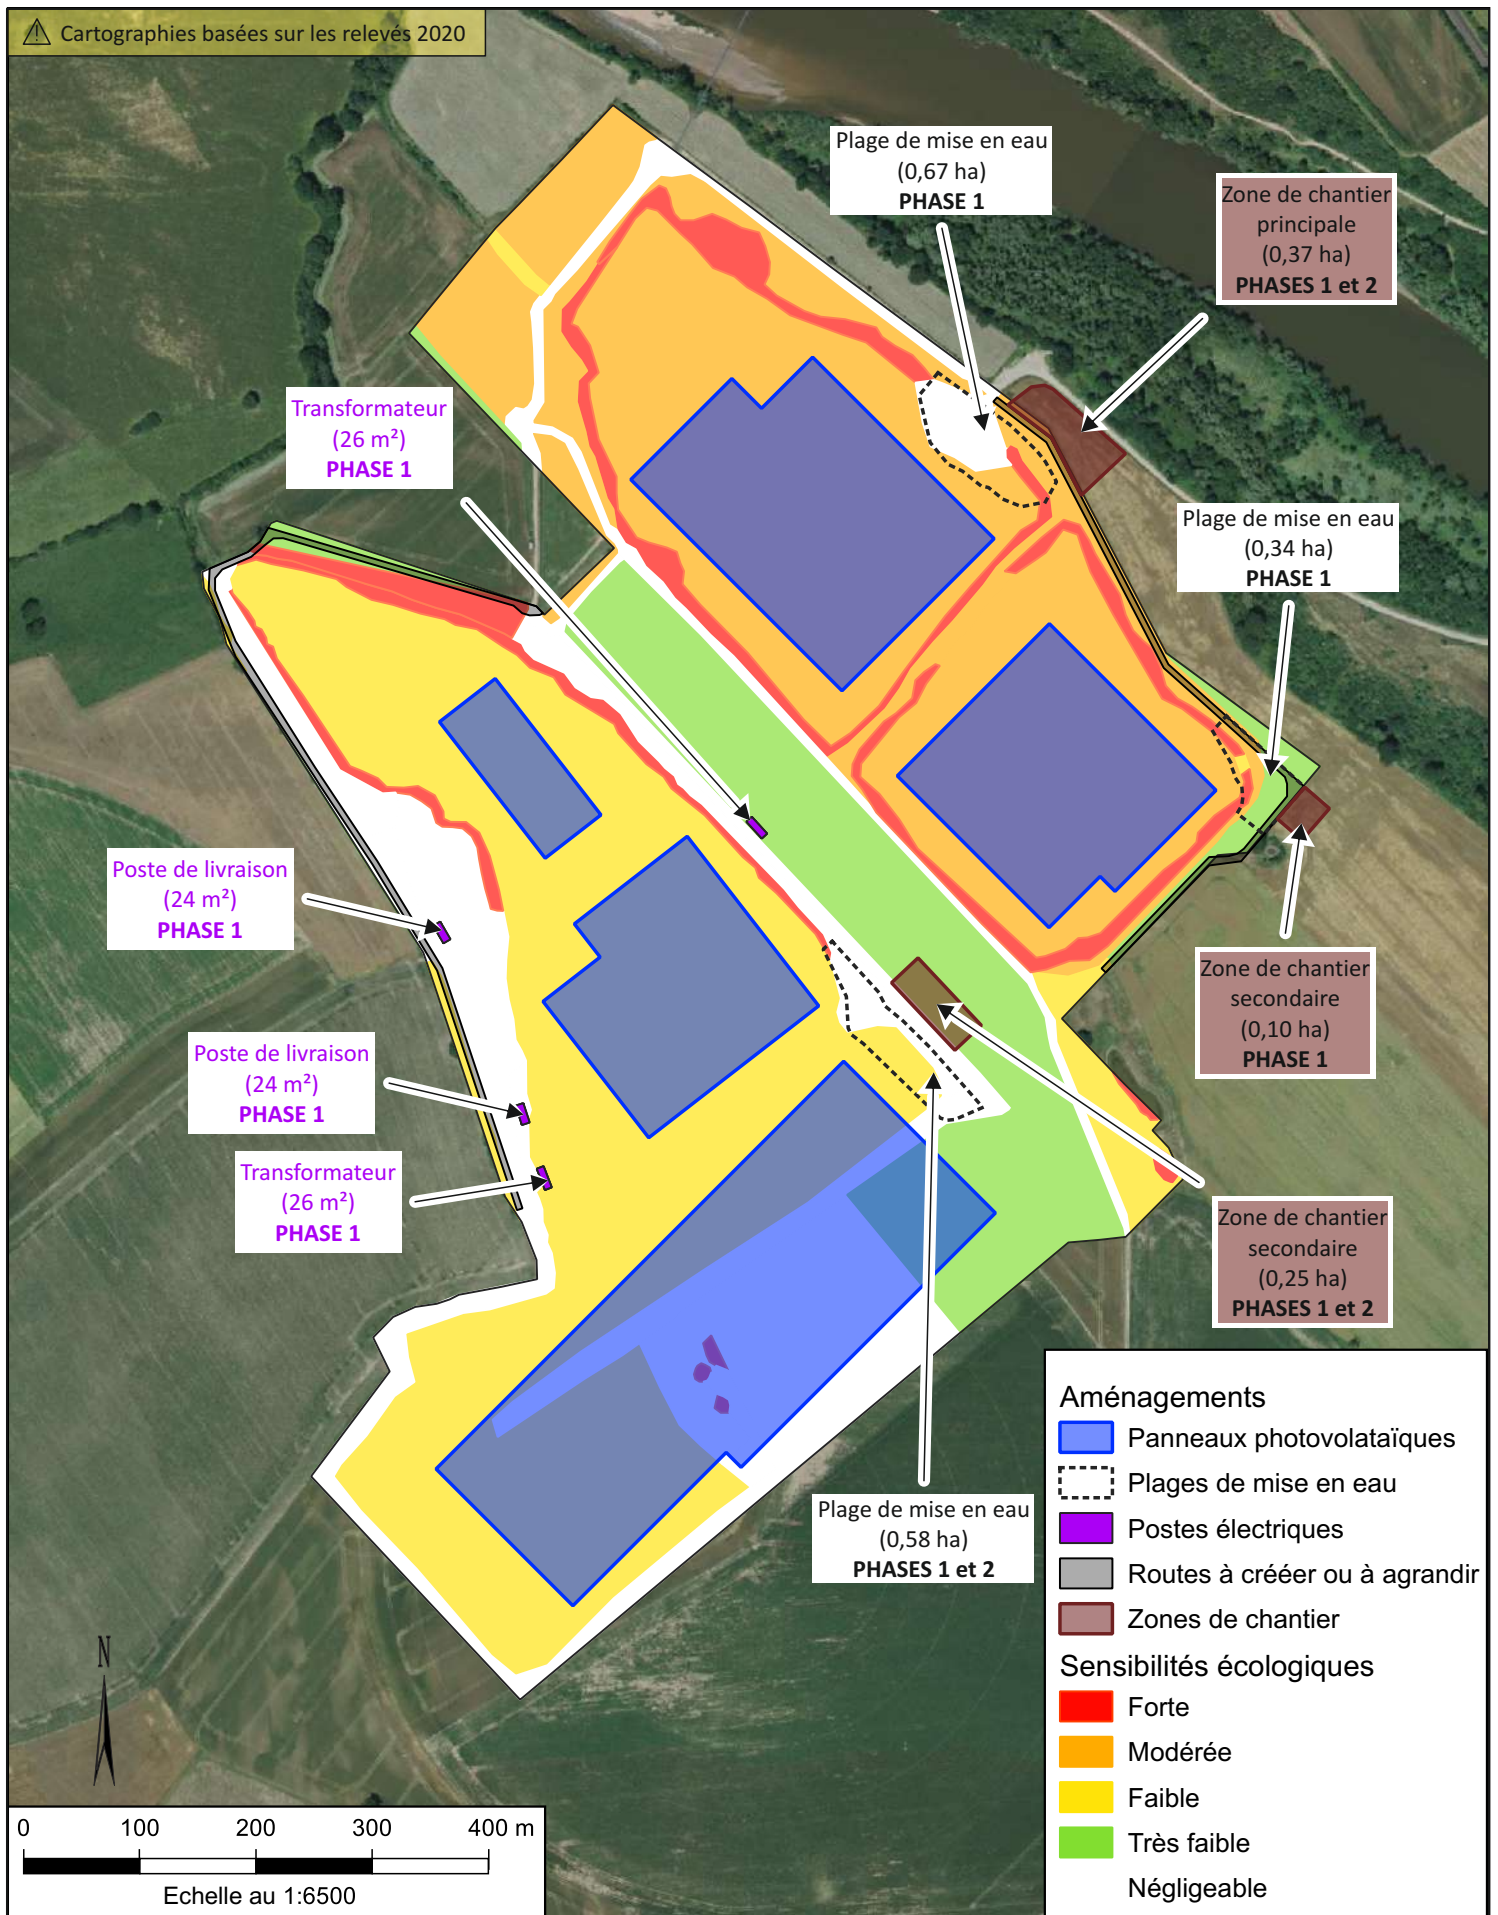 Cartographies basées sur les relevés 2020
Plage de mise en eau
(0,67 ha)
PHASE 1
Zone de chantier
principale
(0,37 ha)
PHASES 1 et 2
Transformateur
(26 m²)
PHASE 1
Plage de mise en eau
(0,34 ha)
PHASE 1
Poste de livraison
(24 m²)
PHASE 1
Zone de chantier
secondaire
(0,10 ha)
PHASE 1
Poste de livraison
(24 m²)
PHASE 1
Transformateur
(26 m²)
PHASE 1
Zone de chantier
secondaire
(0,25 ha)
PHASES 1 et 2
Plage de mise en eau
(0,58 ha)
PHASES 1 et 2
Aménagements
Panneaux photovolataïques
Plages de mise en eau
Postes électriques
Routes à crééer ou à agrandir
Zones de chantier
Sensibilités écologiques
Forte
Modérée
Faible
Très faible
Négligeable
N
0 100 200 300 400 m
Echelle au 1:6500